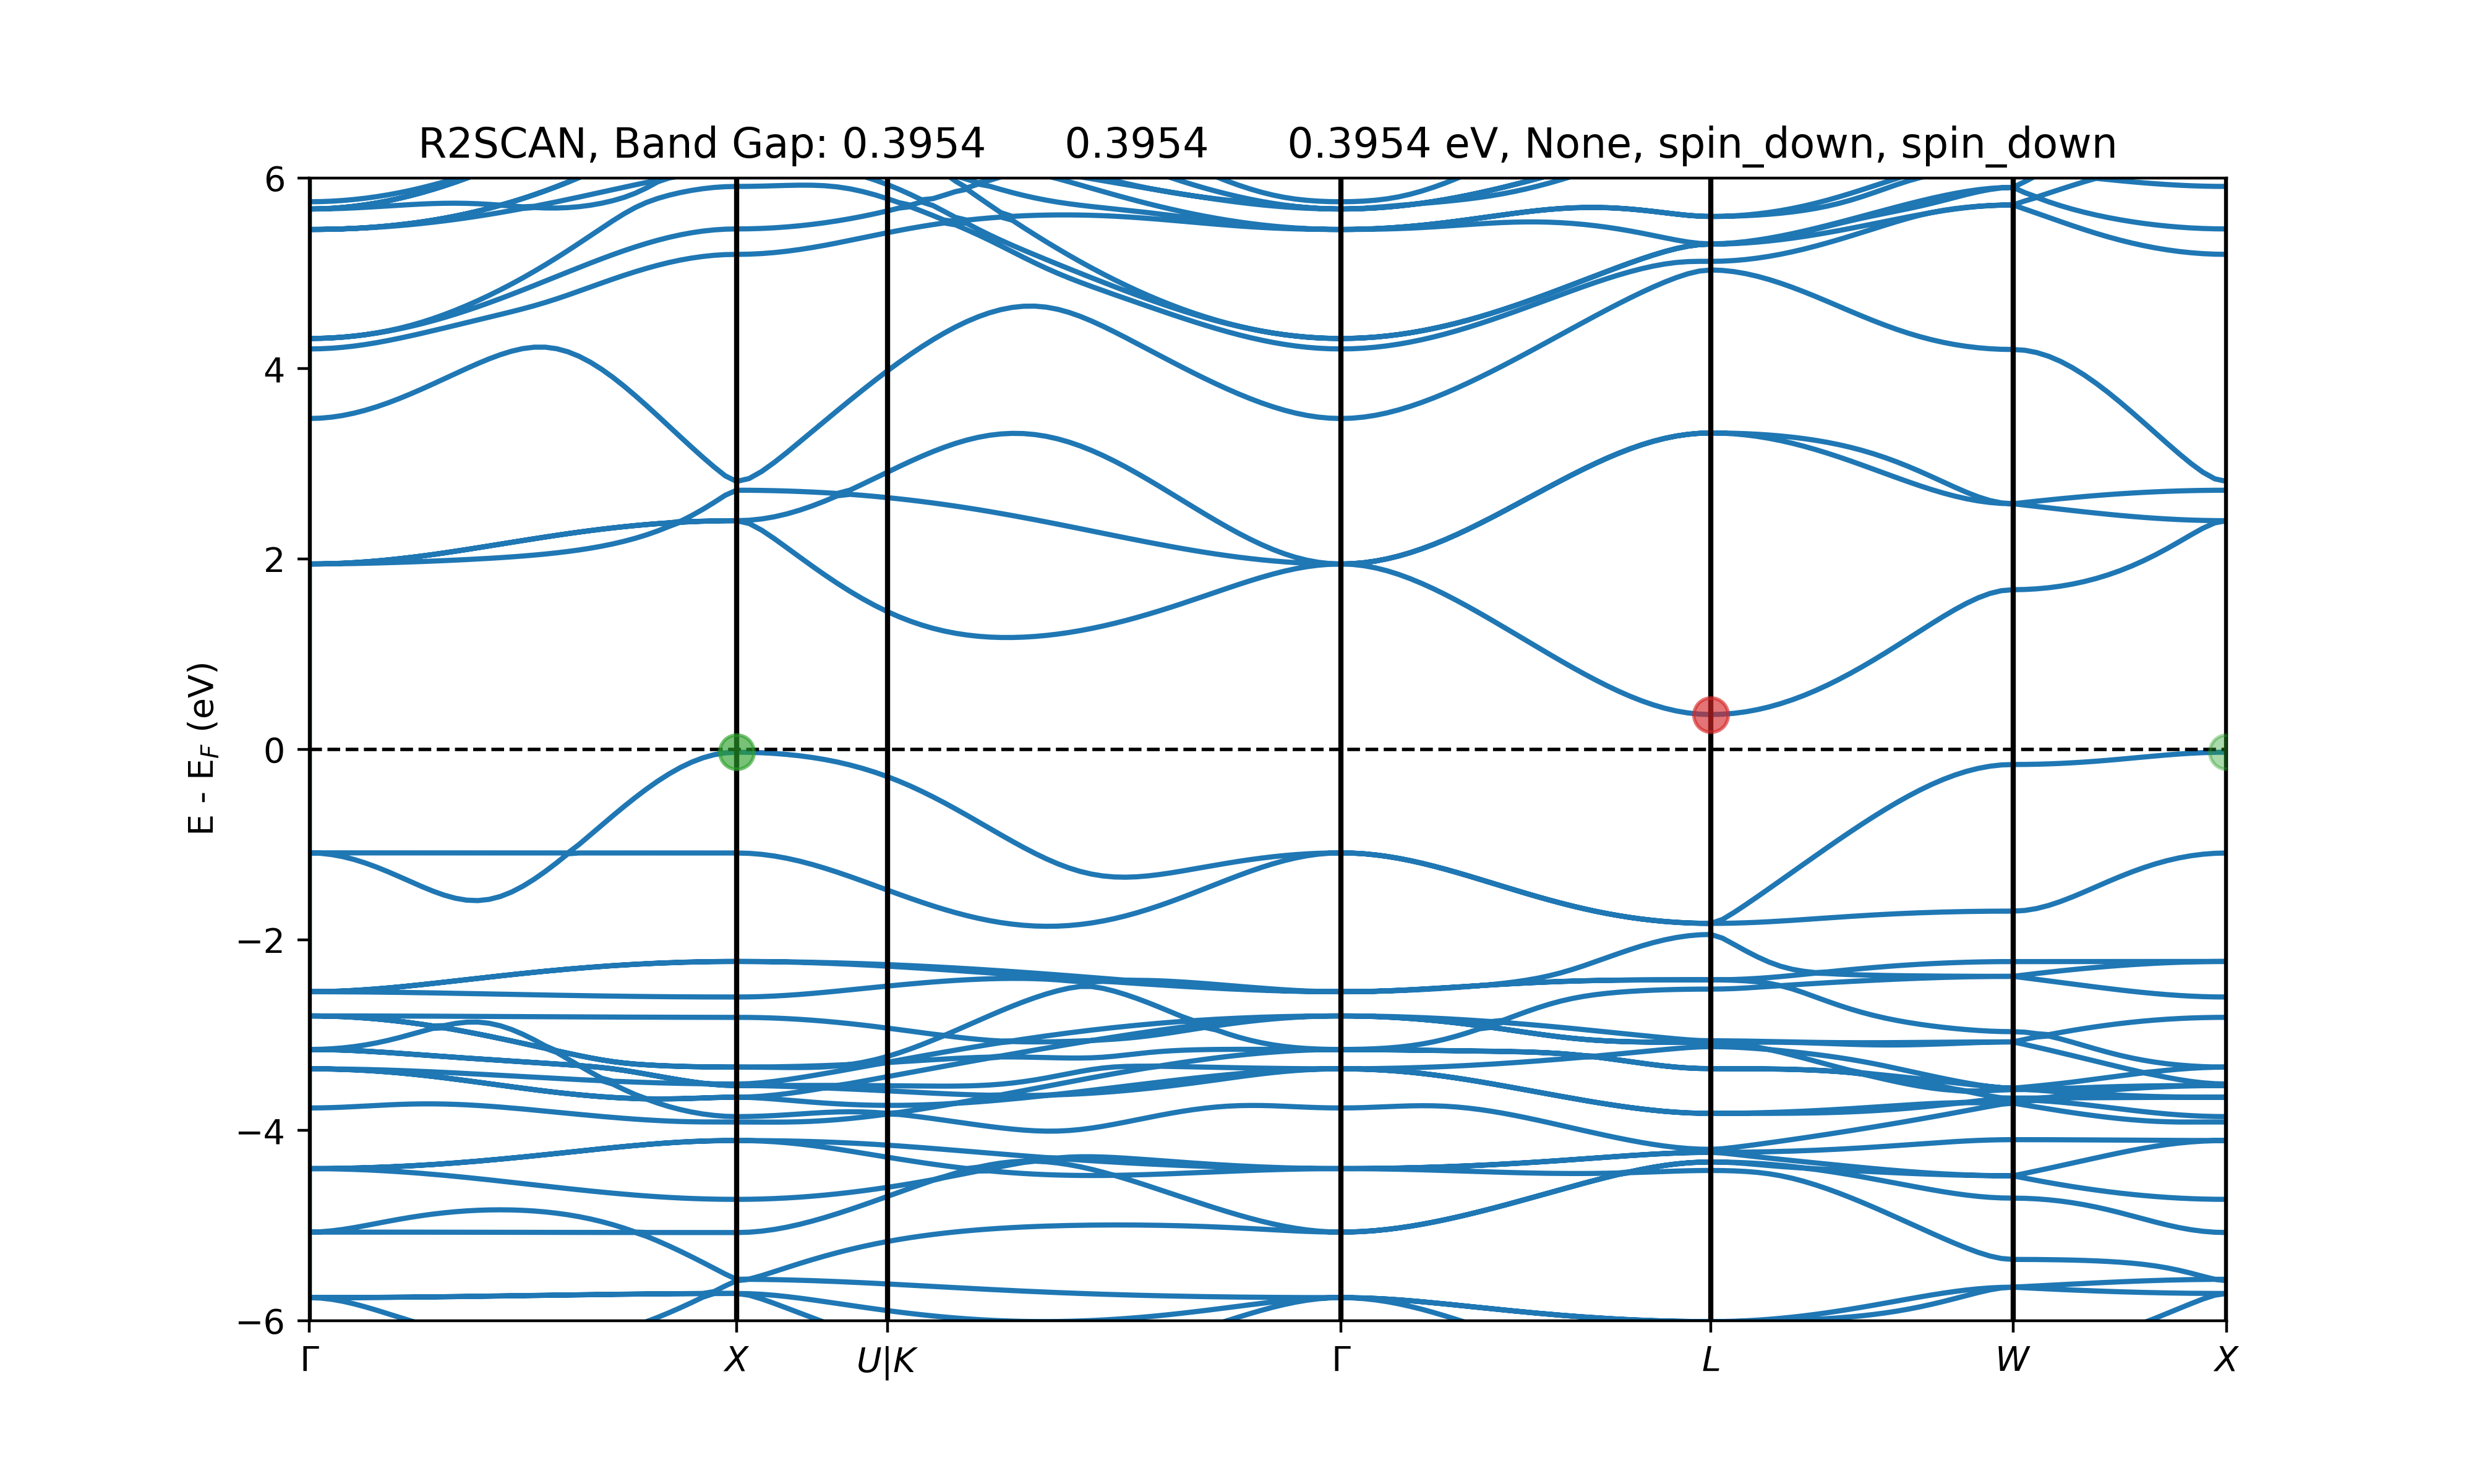 R2SCAN, Band Gap: 0.3954 0.3954 0.3954 eV, None, spin_down, spin_down
6
4
2
0
−2
−4
−6
E - E_F (eV)
Γ X U|K Γ L W X